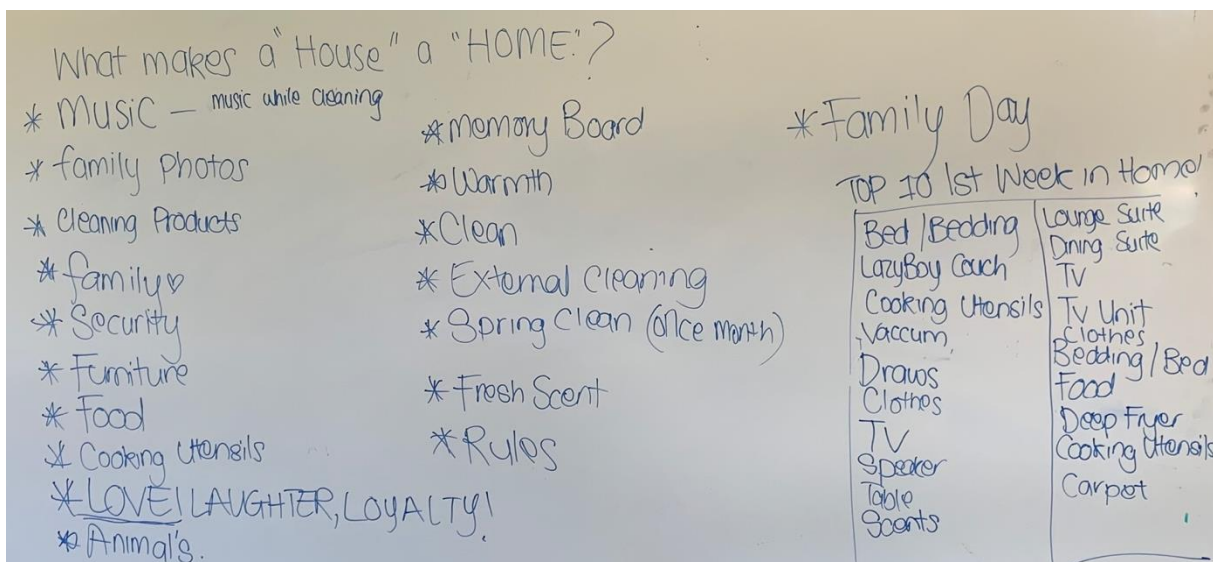 What makes a "House" a "HOME"?
* Music – music while cleaning
* family Photos
* Cleaning Products
* family♡
* Security
* Furniture
* Food
* Cooking Utensils
* LOVE! LAUGHTER, LOYALTY!
* Animal's.
* Memory Board
* Warmth
* Clean
* External Cleaning
* Spring Clean (Once Month)
* Fresh Scent
* Rules
* Family Day
TOP 10 1st Week in Home!
Bed / Bedding
LazyBoy Couch
Cooking Utensils
Vaccum
Draws
Clothes
TV
Speaker
Table
Scents
Lounge Suite
Dining Suite
TV
Tv Unit
Clothes
Bedding / Bed
Food
Deep Fryer
Cooking Utensils
Carpet